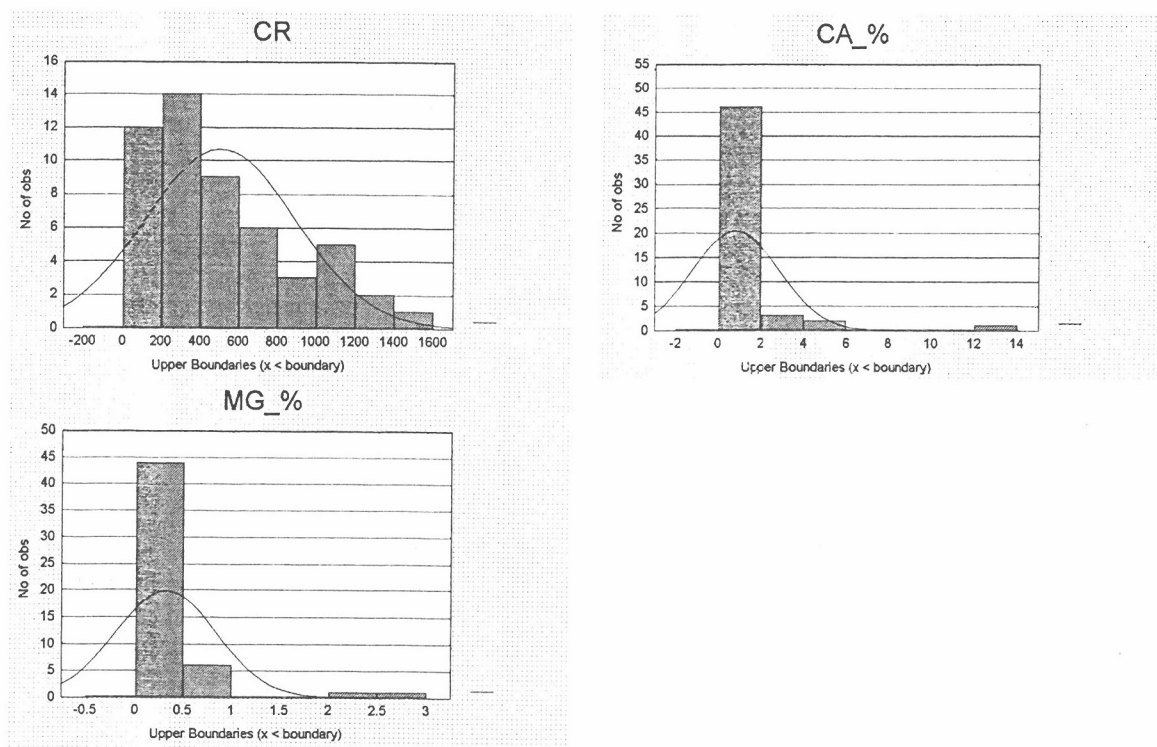 CR
16
14
12
10
8
6
4
2
0
No of obs
-200 0 200 400 600 800 1000 1200 1400 1600
Upper Boundaries (x < boundary)
CA_%
55
50
45
40
35
30
25
20
15
10
5
0
No of obs
-2 0 2 4 6 8 10 12 14
Upper Boundaries (x < boundary)
MG_%
50
45
40
35
30
25
20
15
10
5
0
No of obs
-0.5 0 0.5 1 1.5 2 2.5 3
Upper Boundaries (x < boundary)